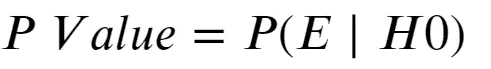 P Value = P(E | H0)